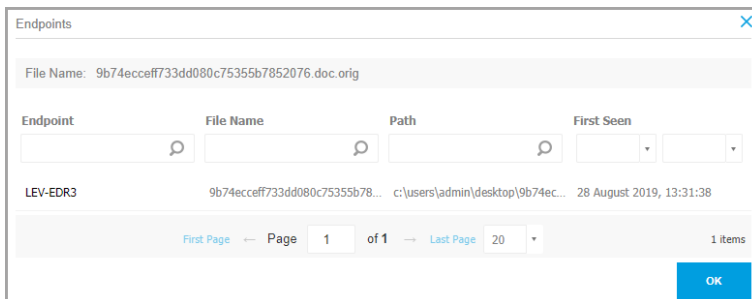 Endpoints
File Name: 9b74ecceff733dd080c75355b7852076.doc.orig
Endpoint File Name Path First Seen
LEV-EDR3 9b74ecceff733dd080c75355b78... c:\users\admin\desktop\9b74ec... 28 August 2019, 13:31:38
First Page ← Page 1 of 1 → Last Page 20 1 items
OK